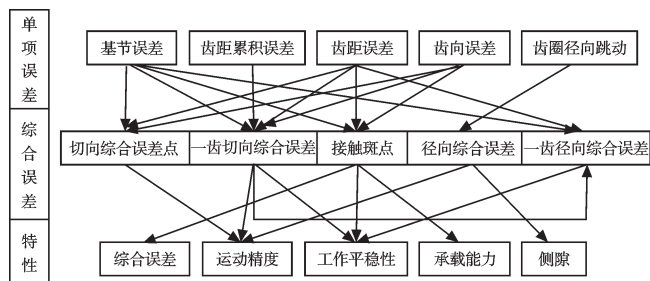 单项误差
基节误差
齿距累积误差
齿距误差
齿向误差
齿圈径向跳动
综合误差
切向综合误差点
一齿切向综合误差
接触斑点
径向综合误差
一齿径向综合误差
特性
综合误差
运动精度
工作平稳性
承载能力
侧隙